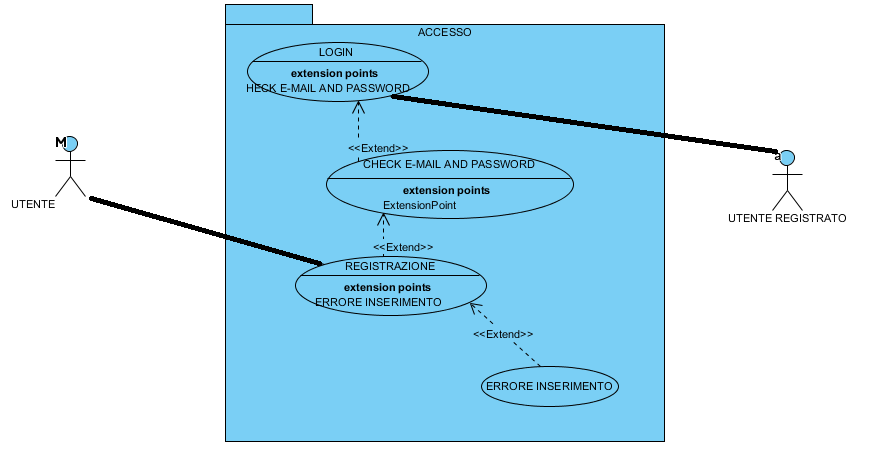 ACCESSO
LOGIN
extension points
HECK E-MAIL AND PASSWORD
M
<<Extend>>
a
CHECK E-MAIL AND PASSWORD
extension points
UTENTE
ExtensionPoint
UTENTE REGISTRATO
<<Extend>>
REGISTRAZIONE
extension points
ERRORE INSERIMENTO
<<Extend>>
ERRORE INSERIMENTO